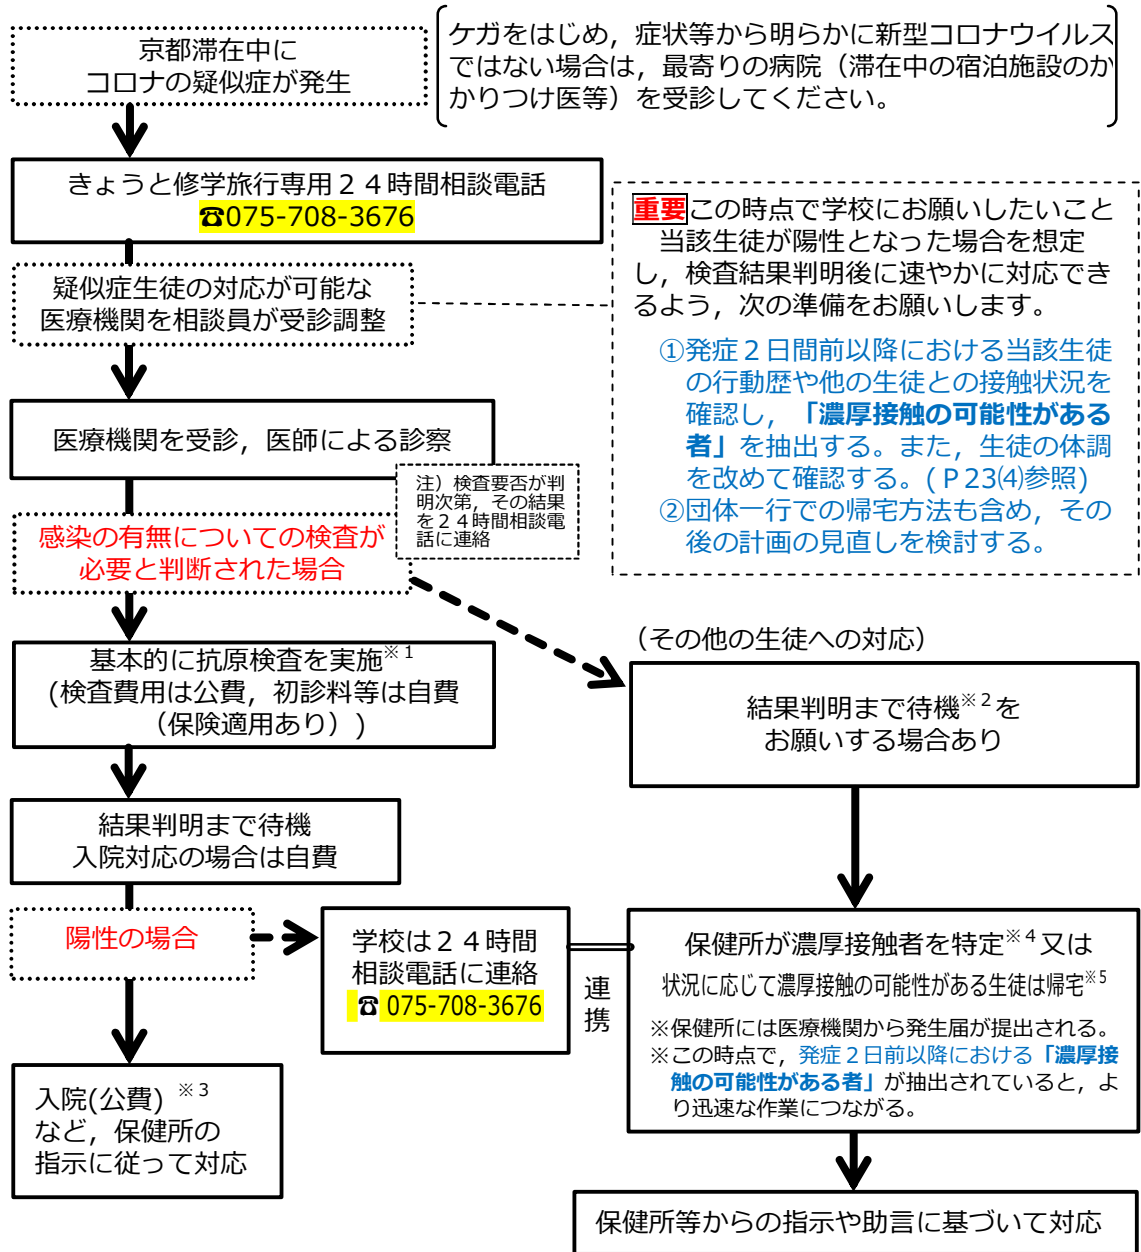 京都滞在中に
コロナの疑似症が発生
ケガをはじめ，症状等から明らかに新型コロナウイルス
ではない場合は，最寄りの病院（滞在中の宿泊施設のか
かりつけ医等）を受診してください。
きょうと修学旅行専用２４時間相談電話
☎075-708-3676
疑似症生徒の対応が可能な
医療機関を相談員が受診調整
重要この時点で学校にお願いしたいこと
当該生徒が陽性となった場合を想定
し，検査結果判明後に速やかに対応でき
るよう，次の準備をお願いします。
①発症２日間前以降における当該生徒
の行動歴や他の生徒との接触状況を
確認し，「濃厚接触の可能性がある
者」を抽出する。また，生徒の体調
を改めて確認する。(Ｐ23⑷参照)
②団体一行での帰宅方法も含め，その
後の計画の見直しを検討する。
医療機関を受診，医師による診察
注）検査要否が判
明次第，その結果
を２４時間相談電
話に連絡
感染の有無についての検査が
必要と判断された場合
基本的に抗原検査を実施※１
(検査費用は公費，初診料等は自費
（保険適用あり）)
（その他の生徒への対応）
結果判明まで待機※２を
お願いする場合あり
結果判明まで待機
入院対応の場合は自費
陽性の場合
学校は２４時間
相談電話に連絡
☎075-708-3676
連
携
保健所が濃厚接触者を特定※４又は
状況に応じて濃厚接触の可能性がある生徒は帰宅※５
※保健所には医療機関から発生届が提出される。
※この時点で，発症２日前以降における「濃厚接
触の可能性がある者」が抽出されていると，よ
り迅速な作業につながる。
入院(公費) ※３
など，保健所の
指示に従って対応
保健所等からの指示や助言に基づいて対応